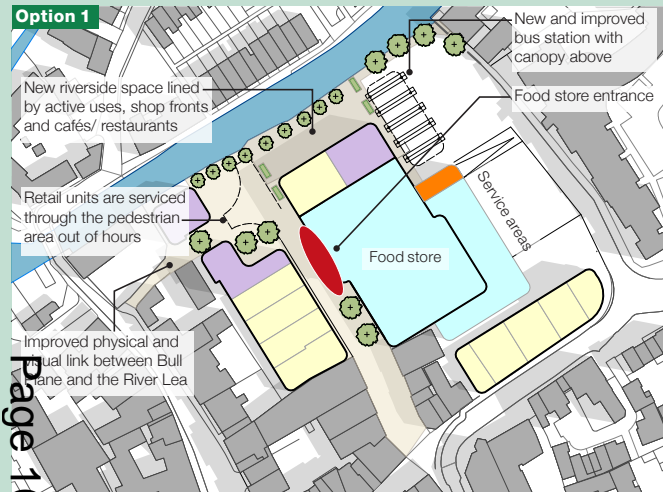 Option 1
New and improved
bus station with
canopy above
New riverside space lined
by active uses, shop fronts
and cafés/ restaurants
Food store entrance
Retail units are serviced
through the pedestrian
area out of hours
Service areas
Food store
Improved physical and
visual link between Bull
Plane and the River Lea
Page